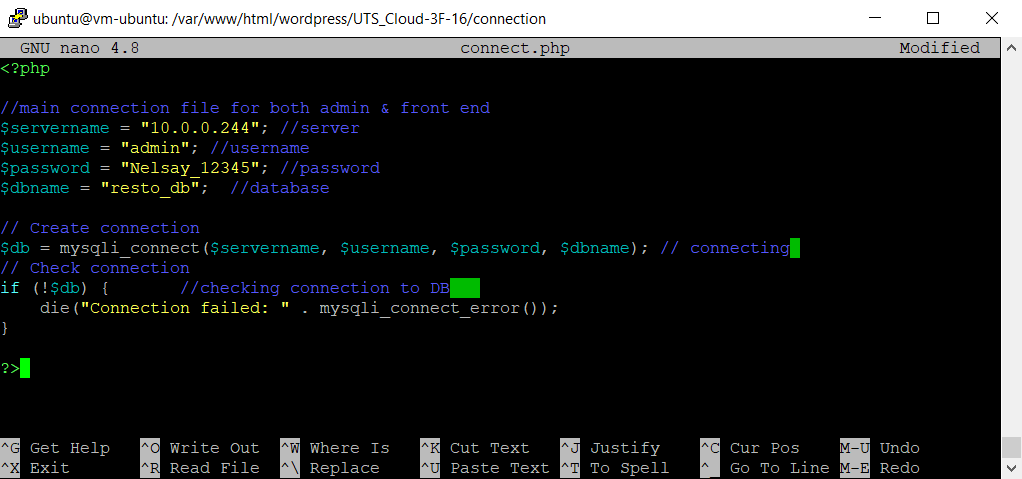 ubuntu@vm-ubuntu: /var/www/html/wordpress/UTS_Cloud-3F-16/connection
GNU nano 4.8 connect.php Modified
<?php
//main connection file for both admin & front end
$servername = "10.0.0.244"; //server
$username = "admin"; //username
$password = "Nelsay_12345"; //password
$dbname = "resto_db";  //database
// Create connection
$db = mysqli_connect($servername, $username, $password, $dbname); // connecting
// Check connection
if (!$db) {       //checking connection to DB
    die("Connection failed: " . mysqli_connect_error());
}
?>
^G Get Help ^O Write Out ^W Where Is ^K Cut Text ^J Justify ^C Cur Pos M-U Undo
^X Exit ^R Read File ^\ Replace ^U Paste Text ^T To Spell ^_ Go To Line M-E Redo